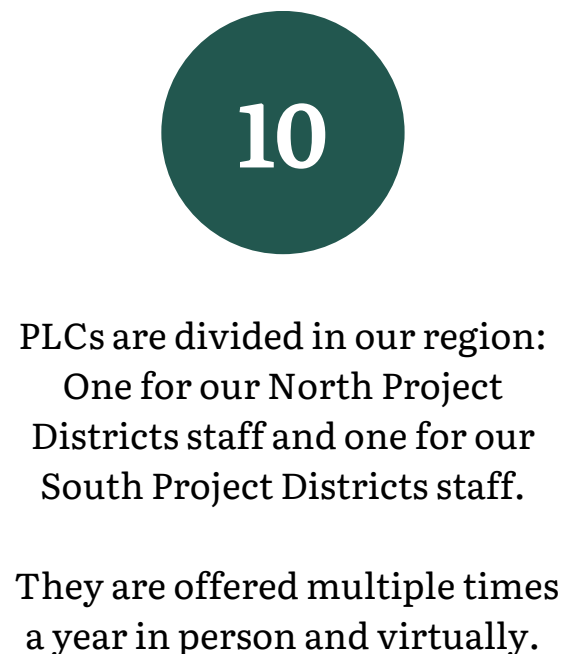 10
PLCs are divided in our region:
One for our North Project
Districts staff and one for our
South Project Districts staff.
They are offered multiple times
a year in person and virtually.